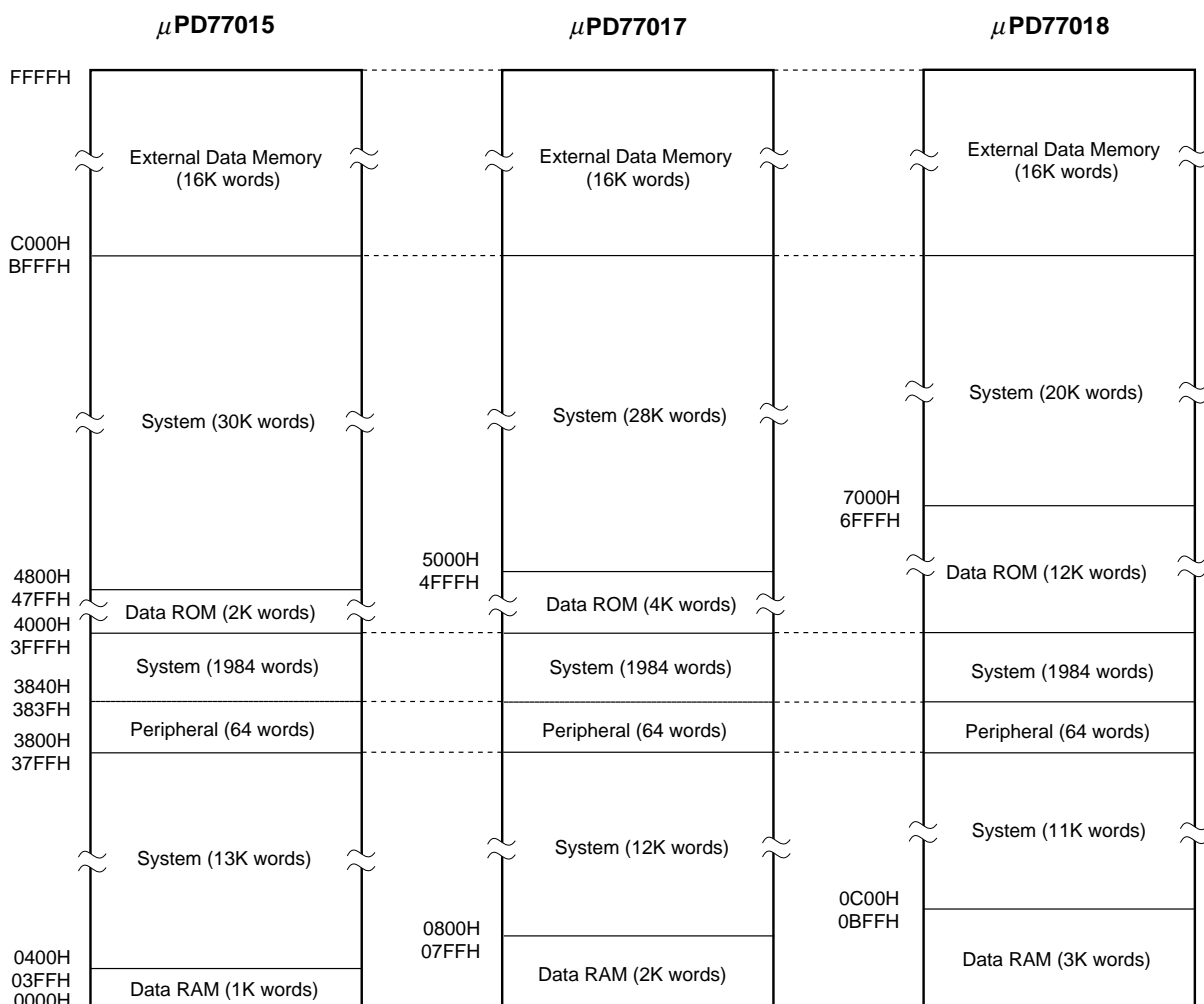 μPD77015
μPD77017
μPD77018
FFFFH
External Data Memory
(16K words)
External Data Memory
(16K words)
External Data Memory
(16K words)
C000H
BFFFH
System (30K words)
System (28K words)
System (20K words)
7000H
6FFFH
5000H
4FFFH
4800H
47FFH
Data ROM (2K words)
Data ROM (4K words)
Data ROM (12K words)
4000H
3FFFH
System (1984 words)
System (1984 words)
System (1984 words)
3840H
383FH
Peripheral (64 words)
Peripheral (64 words)
Peripheral (64 words)
3800H
37FFH
System (13K words)
System (12K words)
System (11K words)
0C00H
0BFFH
0800H
07FFH
0400H
03FFH
0000H
Data RAM (1K words)
Data RAM (2K words)
Data RAM (3K words)